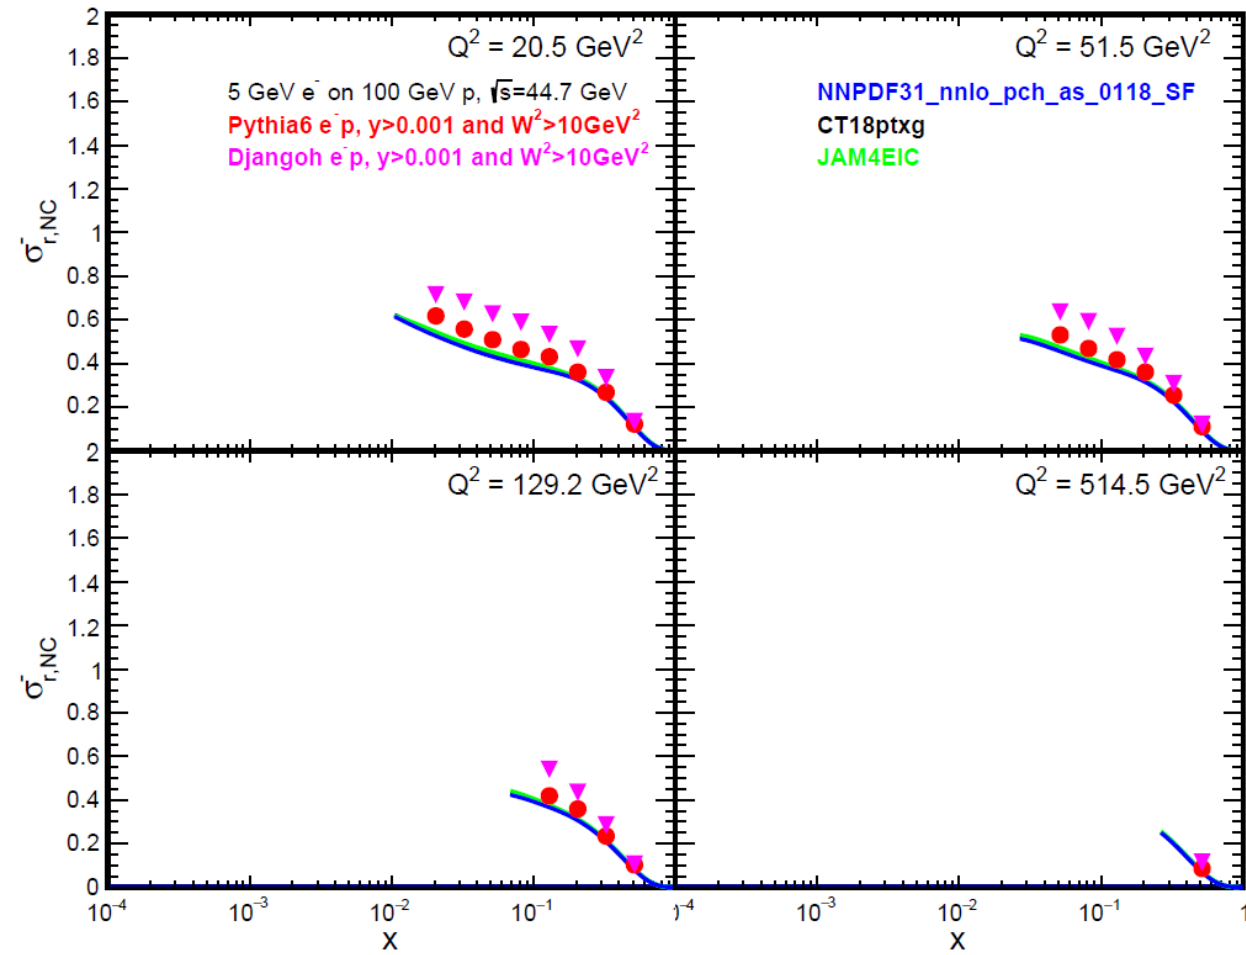 Q² = 20.5 GeV²
5 GeV e⁻ on 100 GeV p, √s=44.7 GeV
Pythia6 e⁻p, y>0.001 and W²>10GeV²
Djangoh e⁻p, y>0.001 and W²>10GeV²
2
1.8
1.6
1.4
1.2
1
0.8
0.6
0.4
0.2
0
σ⁻r,NC
Q² = 51.5 GeV²
NNPDF31_nnlo_pch_as_0118_SF
CT18ptxg
JAM4EIC
Q² = 129.2 GeV²
2
1.8
1.6
1.4
1.2
1
0.8
0.6
0.4
0.2
0
σ⁻r,NC
10⁻⁴ 10⁻³ 10⁻² 10⁻¹
x
Q² = 514.5 GeV²
⁻⁴ 10⁻³ 10⁻² 10⁻¹ 1
x